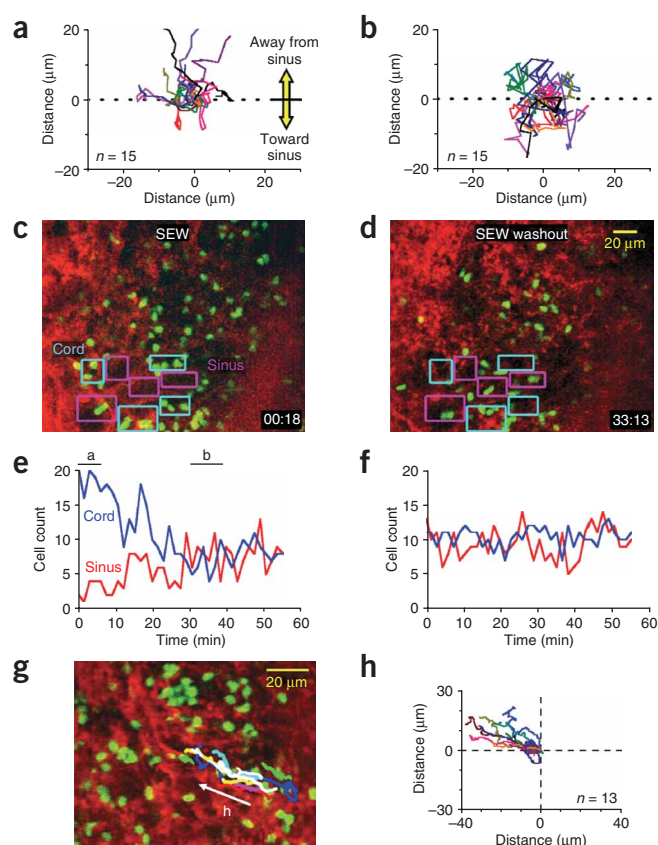 a
20
0
–20
Distance (µm)
Away from
sinus
Toward
sinus
n = 15
–20 0 20
Distance (µm)
b
20
0
–20
Distance (µm)
n = 15
–20 0 20
Distance (µm)
c
SEW
Cord
Sinus
00:18
d
SEW washout
20 µm
33:13
e
a b
20
15
10
5
0
Cell count
Cord
Sinus
0 10 20 30 40 50 60
Time (min)
f
20
15
10
5
0
Cell count
0 10 20 30 40 50 60
Time (min)
g
20 µm
h
h
30
0
–30
Distance (µm)
n = 13
–40 0 40
Distance (µm)